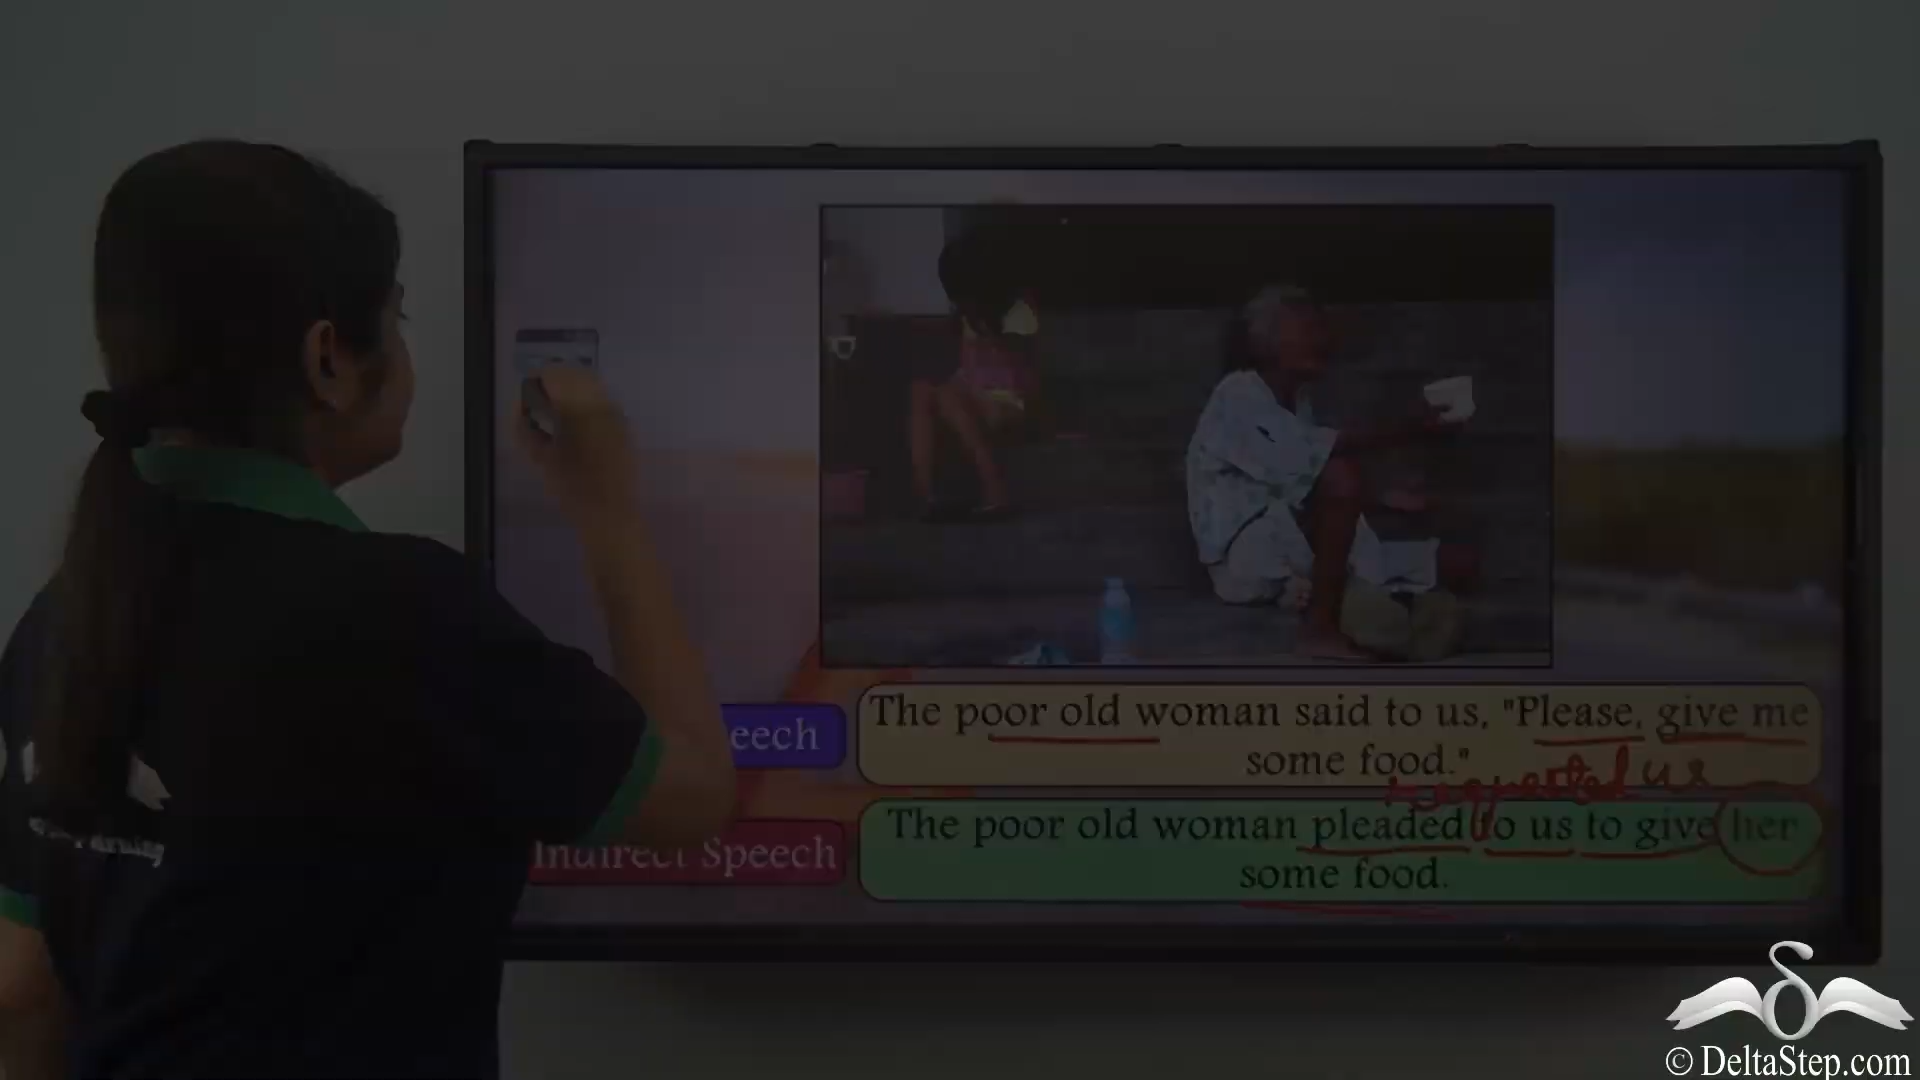 eech
The poor old woman said to us, "Please, give me
some food."
requested us
Indirect Speech
The poor old woman pleaded to us to give her
some food.
© DeltaStep.com